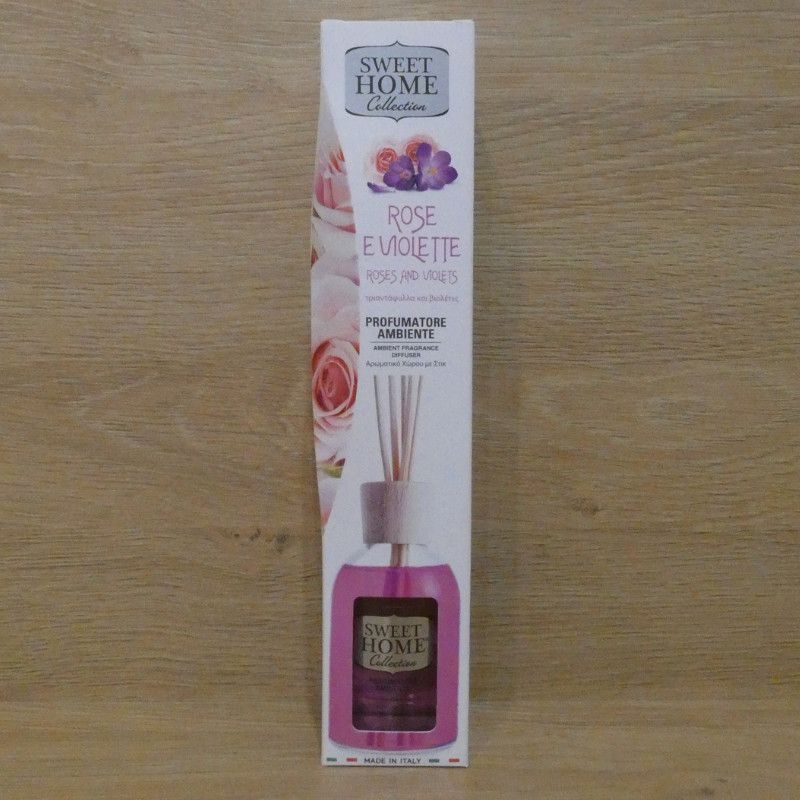 SWEET
HOME
Collection
ROSE
E VIOLETTE
ROSES AND VIOLETS
τριαντάφυλλα και βιολέτες
PROFUMATORE
AMBIENTE
AMBIENT FRAGRANCE
DIFFUSER
Αρωματικό Χώρου με Στικ
SWEET
HOME
Collection
MADE IN ITALY